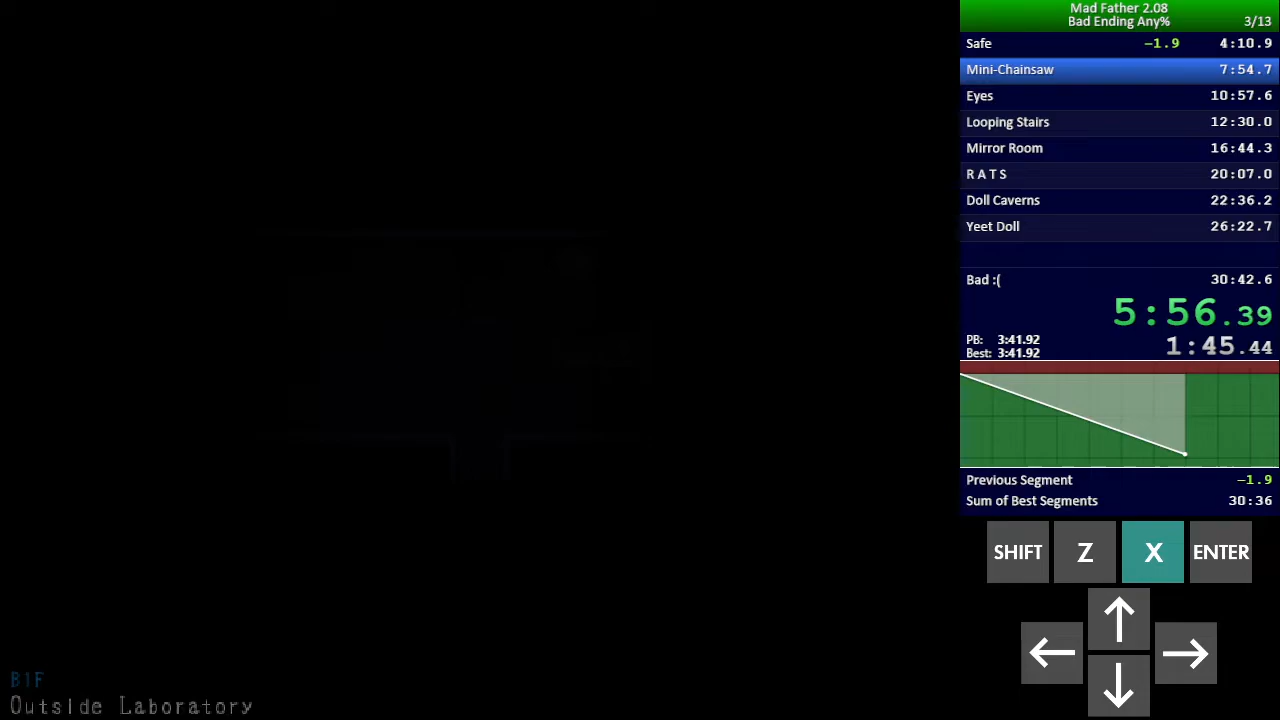 Mad Father 2.08
Bad Ending Any%
3/13
Safe −1.9 4:10.9
Mini-Chainsaw 7:54.7
Eyes 10:57.6
Looping Stairs 12:30.0
Mirror Room 16:44.3
R A T S 20:07.0
Doll Caverns 22:36.2
Yeet Doll 26:22.7
Bad :( 30:42.6
5:56.39
PB: 3:41.92
Best: 3:41.92
1:45.44
Previous Segment −1.9
Sum of Best Segments 30:36
SHIFT Z X ENTER
↑
← →
↓
B1F
Outside Laboratory